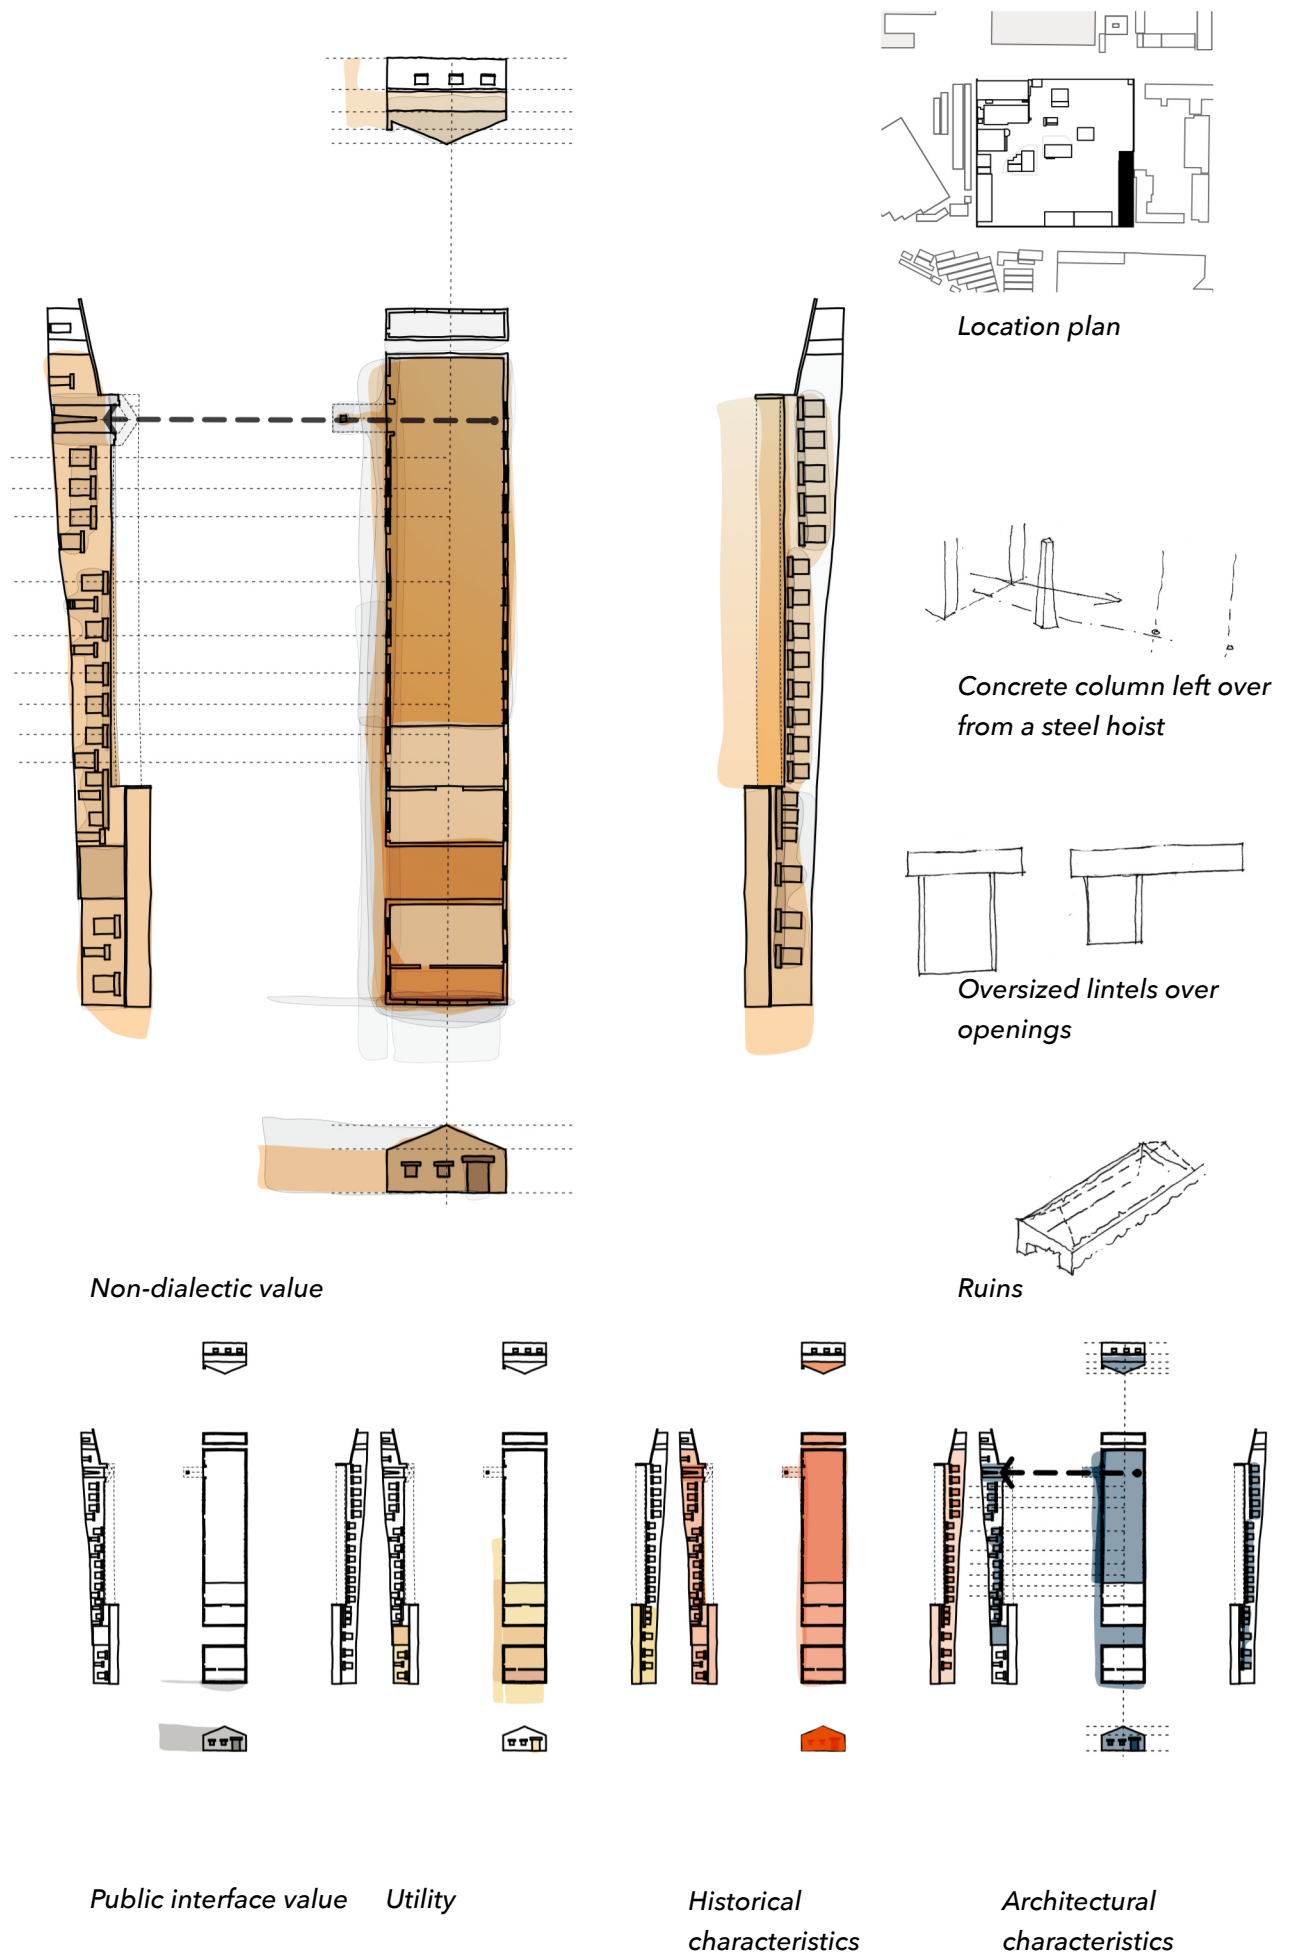 Location plan
Concrete column left over
from a steel hoist
Oversized lintels over
openings
Non-dialectic value
Ruins
Public interface value
Utility
Historical
characteristics
Architectural
characteristics